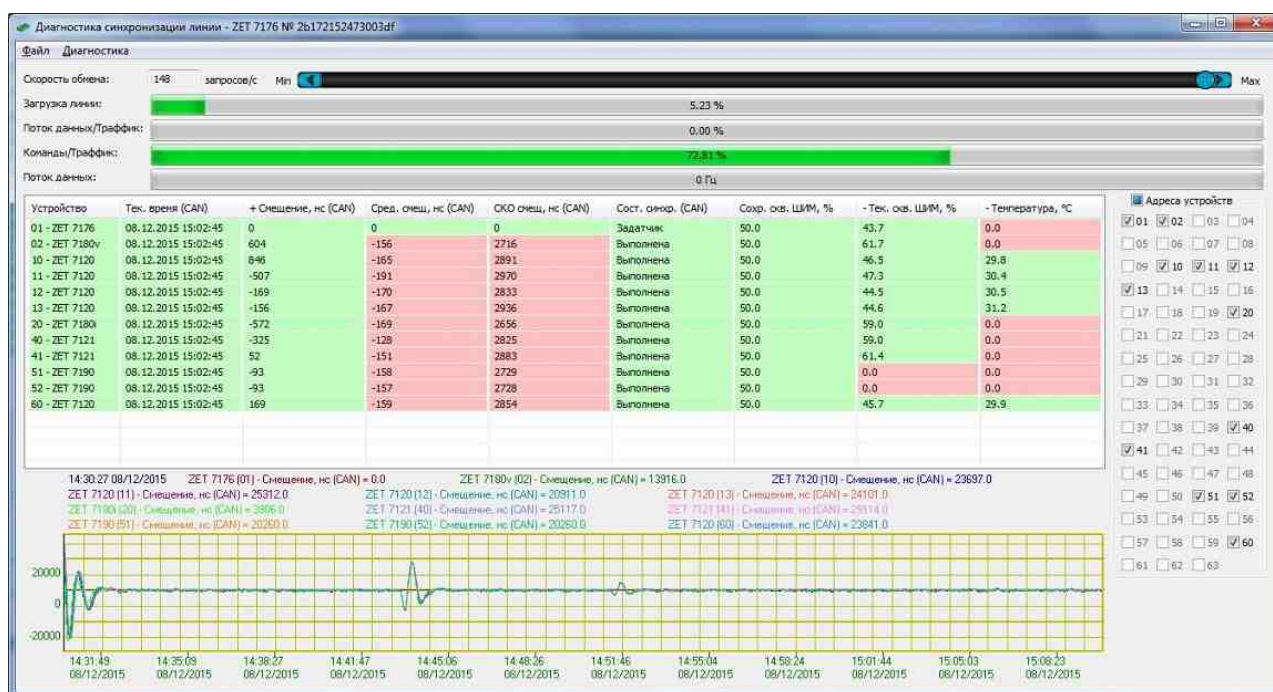 Диагностика синхронизации линии - ZET 7176 № 2b172152473003df
Файл Диагностика
Скорость обмена: 148 запросов/с Min Max
Загрузка линии: 5.23 %
Поток данных/Траффик: 0.00 %
Команды/Траффик: 72.81 %
Поток данных: 0 Гц
Устройство Тек. время (CAN) + Смещение, нс (CAN) Сред. смещ, нс (CAN) СКО смещ, нс (CAN) Сост. синхр. (CAN) Сохр. скв. ШИМ, % - Тек. скв. ШИМ, % - Температура, °C
01 - ZET 7176 08.12.2015 15:02:45 0 0 0 Задатчик 50.0 43.7 0.0
02 - ZET 7180v 08.12.2015 15:02:45 604 -156 2716 Выполнена 50.0 61.7 0.0
10 - ZET 7120 08.12.2015 15:02:45 846 -165 2891 Выполнена 50.0 46.5 29.8
11 - ZET 7120 08.12.2015 15:02:45 -507 -191 2970 Выполнена 50.0 47.3 30.4
12 - ZET 7120 08.12.2015 15:02:45 -169 -170 2833 Выполнена 50.0 44.5 30.5
13 - ZET 7120 08.12.2015 15:02:45 -156 -167 2936 Выполнена 50.0 44.6 31.2
20 - ZET 7180i 08.12.2015 15:02:45 -572 -169 2656 Выполнена 50.0 59.0 0.0
40 - ZET 7121 08.12.2015 15:02:45 -325 -128 2825 Выполнена 50.0 59.0 0.0
41 - ZET 7121 08.12.2015 15:02:45 52 -151 2883 Выполнена 50.0 61.4 0.0
51 - ZET 7190 08.12.2015 15:02:45 -93 -158 2729 Выполнена 50.0 0.0 0.0
52 - ZET 7190 08.12.2015 15:02:45 -93 -157 2728 Выполнена 50.0 0.0 0.0
60 - ZET 7120 08.12.2015 15:02:45 169 -159 2854 Выполнена 50.0 45.7 29.9
Адреса устройств
01 02 03 04
05 06 07 08
09 10 11 12
13 14 15 16
17 18 19 20
21 22 23 24
25 26 27 28
29 30 31 32
33 34 35 36
37 38 39 40
41 42 43 44
45 46 47 48
49 50 51 52
53 54 55 56
57 58 59 60
61 62 63
14:30:27 08/12/2015 ZET 7176 (01) - Смещение, нс (CAN) = 0.0 ZET 7180v (02) - Смещение, нс (CAN) = 13916.0 ZET 7120 (10) - Смещение, нс (CAN) = 23697.0
ZET 7120 (11) - Смещение, нс (CAN) = 25312.0 ZET 7120 (12) - Смещение, нс (CAN) = 20911.0 ZET 7120 (13) - Смещение, нс (CAN) = 24101.0
ZET 7180i (20) - Смещение, нс (CAN) = 3906.0 ZET 7121 (40) - Смещение, нс (CAN) = 25117.0 ZET 7121 (41) - Смещение, нс (CAN) = 29114.0
ZET 7190 (51) - Смещение, нс (CAN) = 20260.0 ZET 7190 (52) - Смещение, нс (CAN) = 20260.0 ZET 7120 (60) - Смещение, нс (CAN) = 23841.0
20000
0
-20000
14:31:49 14:35:09 14:38:27 14:41:47 14:45:06 14:48:26 14:51:46 14:55:04 14:58:24 15:01:44 15:05:03 15:08:23
08/12/2015 08/12/2015 08/12/2015 08/12/2015 08/12/2015 08/12/2015 08/12/2015 08/12/2015 08/12/2015 08/12/2015 08/12/2015 08/12/2015